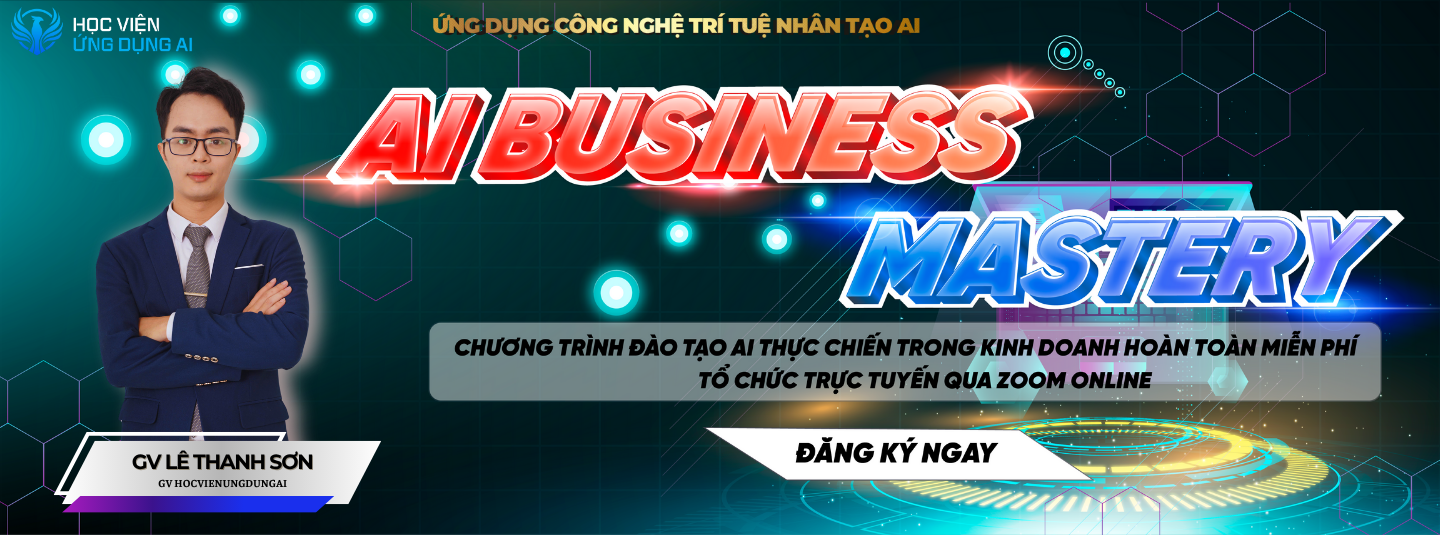 HỌC VIỆN
ỨNG DỤNG AI
ỨNG DỤNG CÔNG NGHỆ TRÍ TUỆ NHÂN TẠO AI
AI BUSINESS
MASTERY
CHƯƠNG TRÌNH ĐÀO TẠO AI THỰC CHIẾN TRONG KINH DOANH HOÀN TOÀN MIỄN PHÍ
TỔ CHỨC TRỰC TUYẾN QUA ZOOM ONLINE
ĐĂNG KÝ NGAY
GV LÊ THANH SƠN
GV HOCVIENUNGDUNGAI